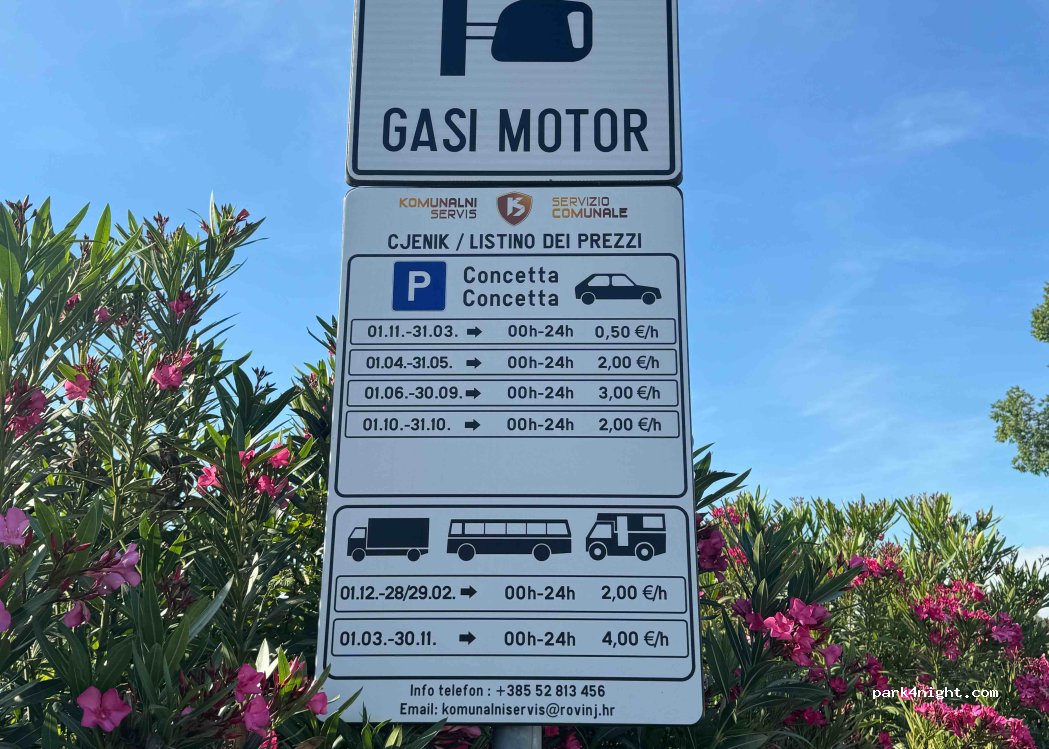 GASI MOTOR
KOMUNALNI SERVIS
SERVIZIO COMUNALE
CJENIK / LISTINO DEI PREZZI
P
Concetta
Concetta
01.11.-31.03. 00h-24h 0,50 €/h
01.04.-31.05. 00h-24h 2,00 €/h
01.06.-30.09. 00h-24h 3,00 €/h
01.10.-31.10. 00h-24h 2,00 €/h
01.12.-28/29.02. 00h-24h 2,00 €/h
01.03.-30.11. 00h-24h 4,00 €/h
Info telefon : +385 52 813 456
Email: komunalniservis@rovinj.hr
park4night.com